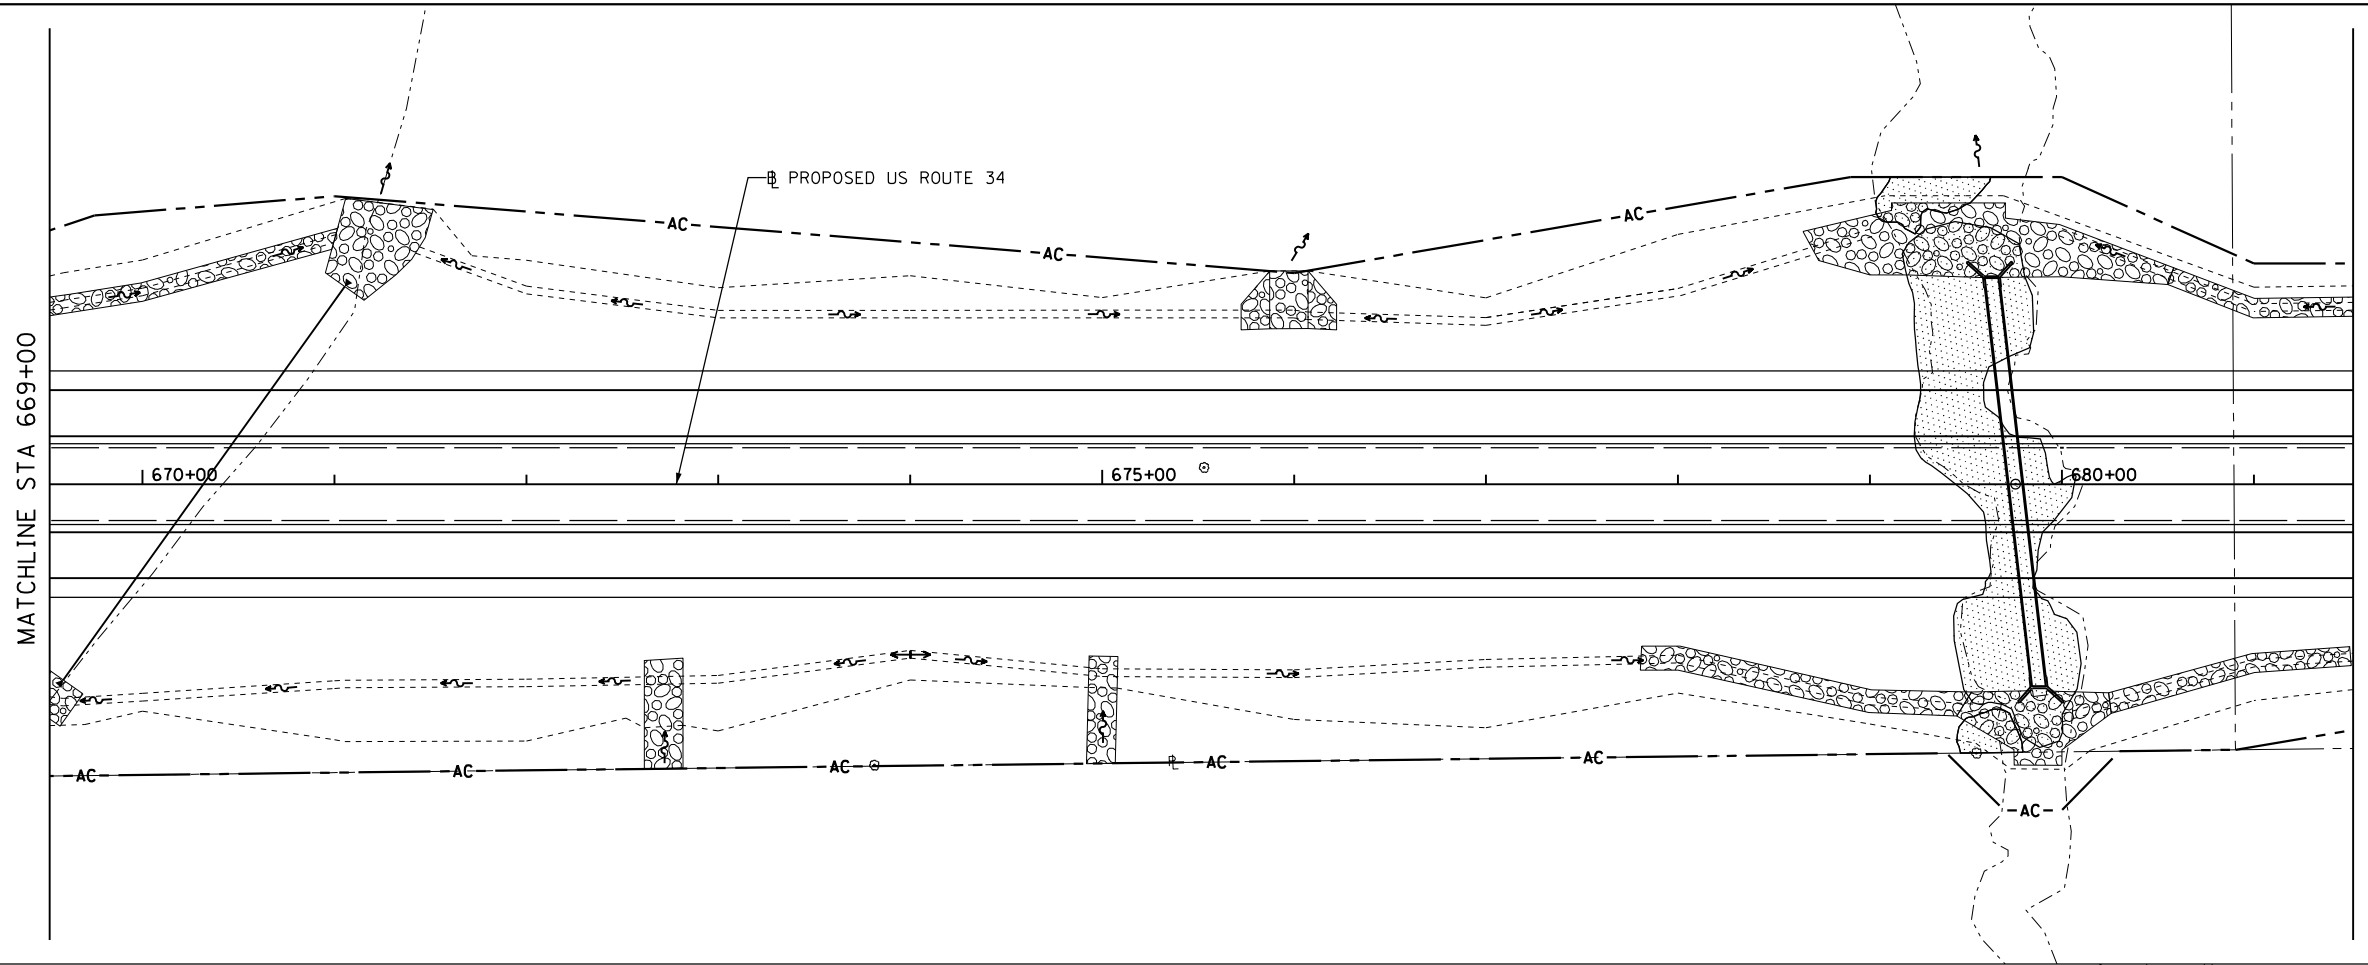 ℄ PROPOSED US ROUTE 34
AC
AC
AC
MATCHLINE STA 669+00
670+00
675+00
680+00
AC
AC
AC
AC
AC
AC